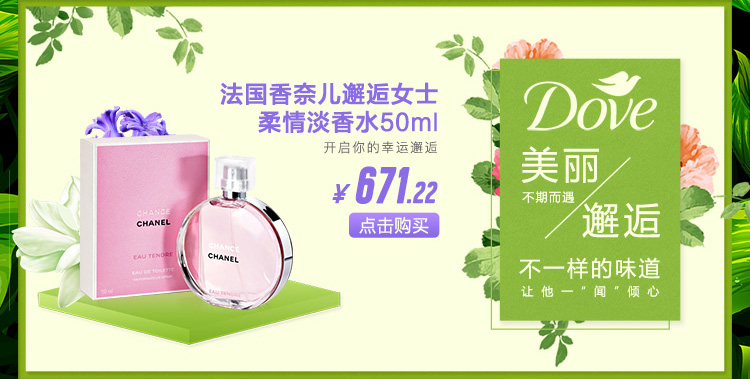 法国香奈儿邂逅女士
柔情淡香水50ml
开启你的幸运邂逅
¥ 671.22
点击购买
CHANCE
CHANEL
EAU TENDRE
EAU DE TOILETTE
CHANCE
CHANEL
EAU TENDRE
Dove
美丽
不期而遇
邂逅
不一样的味道
让他一“闻”倾心